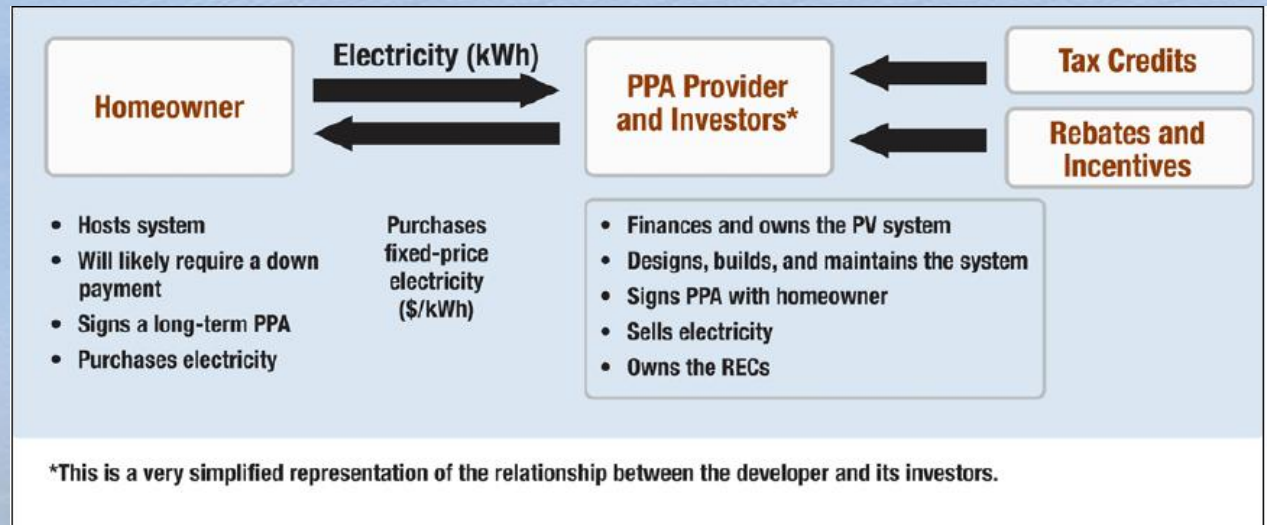 Electricity (kWh)
Homeowner
PPA Provider
and Investors*
Tax Credits
Rebates and
Incentives
• Hosts system
• Will likely require a down
payment
• Signs a long-term PPA
• Purchases electricity
Purchases
fixed-price
electricity
($/kWh)
• Finances and owns the PV system
• Designs, builds, and maintains the system
• Signs PPA with homeowner
• Sells electricity
• Owns the RECs
*This is a very simplified representation of the relationship between the developer and its investors.